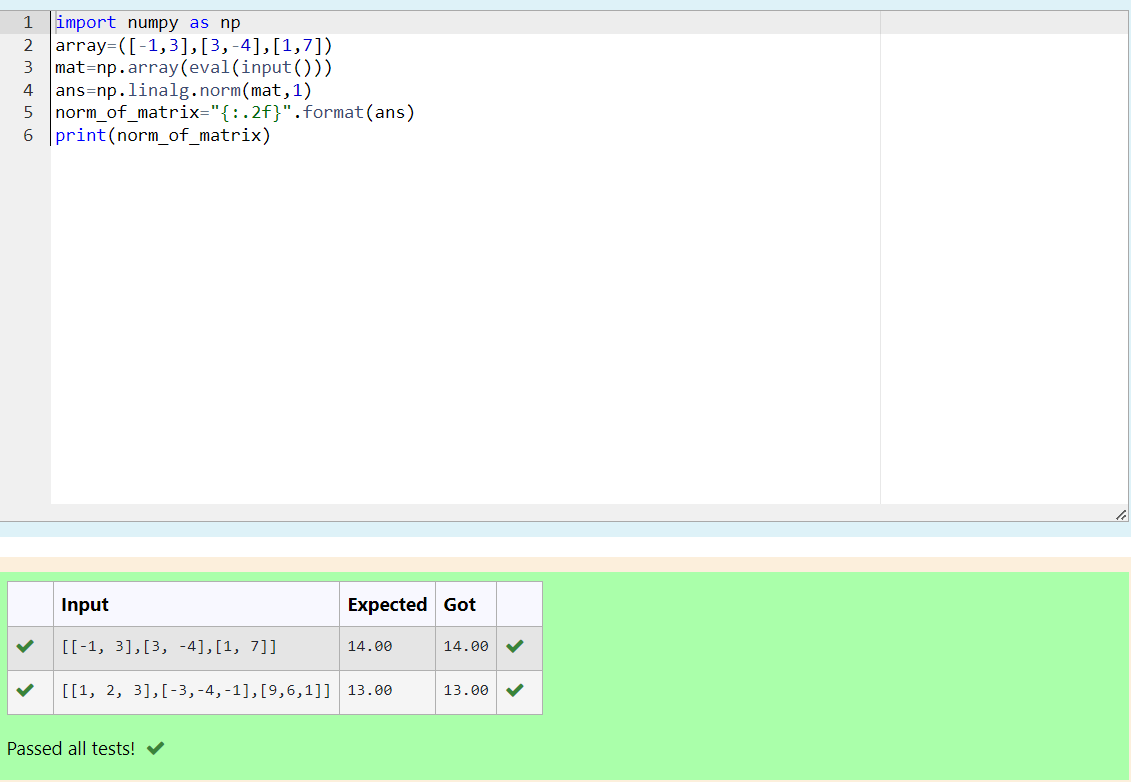 1 import numpy as np
2 array=([-1,3],[3,-4],[1,7])
3 mat=np.array(eval(input()))
4 ans=np.linalg.norm(mat,1)
5 norm_of_matrix="{:.2f}".format(ans)
6 print(norm_of_matrix)
Input Expected Got
[[-1, 3],[3, -4],[1, 7]] 14.00 14.00
[[1, 2, 3],[-3,-4,-1],[9,6,1]] 13.00 13.00
Passed all tests!